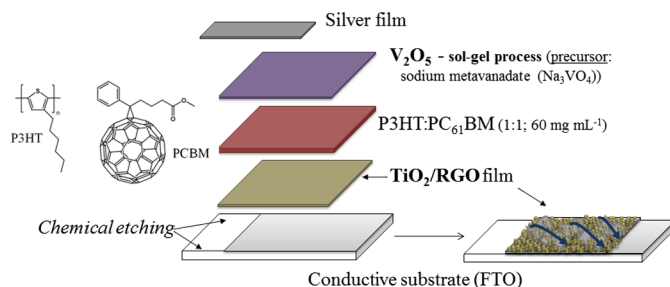 Silver film
V₂O₅ – sol-gel process (precursor:
sodium metavanadate (Na₃VO₄))
n
P3HT
O
O
PCBM
P3HT:PC₆₁BM (1:1; 60 mg mL⁻¹)
S
TiO₂/RGO film
Chemical etching
Conductive substrate (FTO)